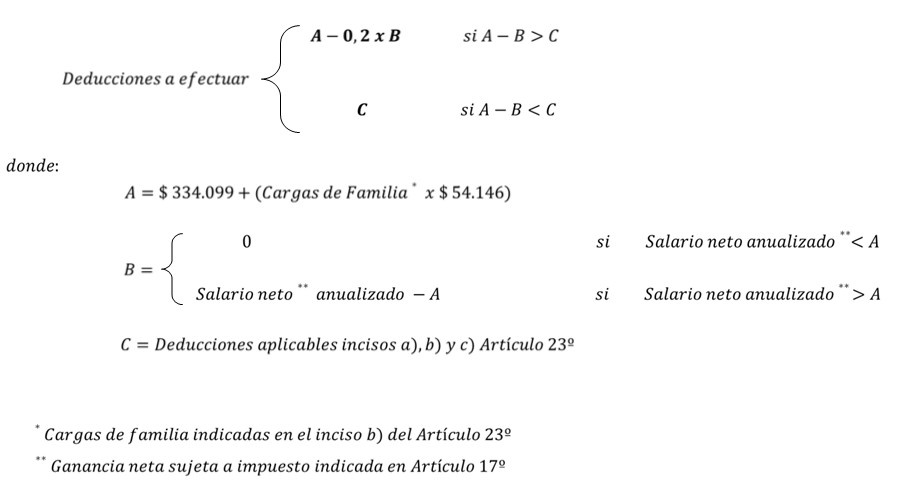 A − 0,2 x B si A − B > C
Deducciones a efectuar
C si A − B < C
donde:
A = $ 334.099 + (Cargas de Familia * x $ 54.146)
0 si Salario neto anualizado **< A
B =
Salario neto ** anualizado − A si Salario neto anualizado **> A
C = Deducciones aplicables incisos a), b) y c) Artículo 23º
* Cargas de familia indicadas en el inciso b) del Artículo 23º
** Ganancia neta sujeta a impuesto indicada en Artículo 17º